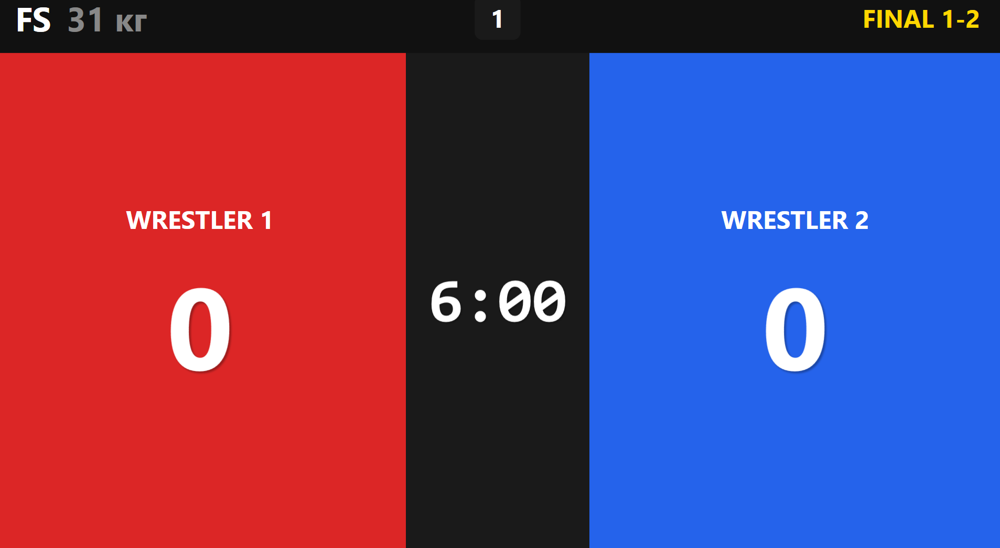 FS 31 кг
1
FINAL 1-2
WRESTLER 1
0
6:00
WRESTLER 2
0